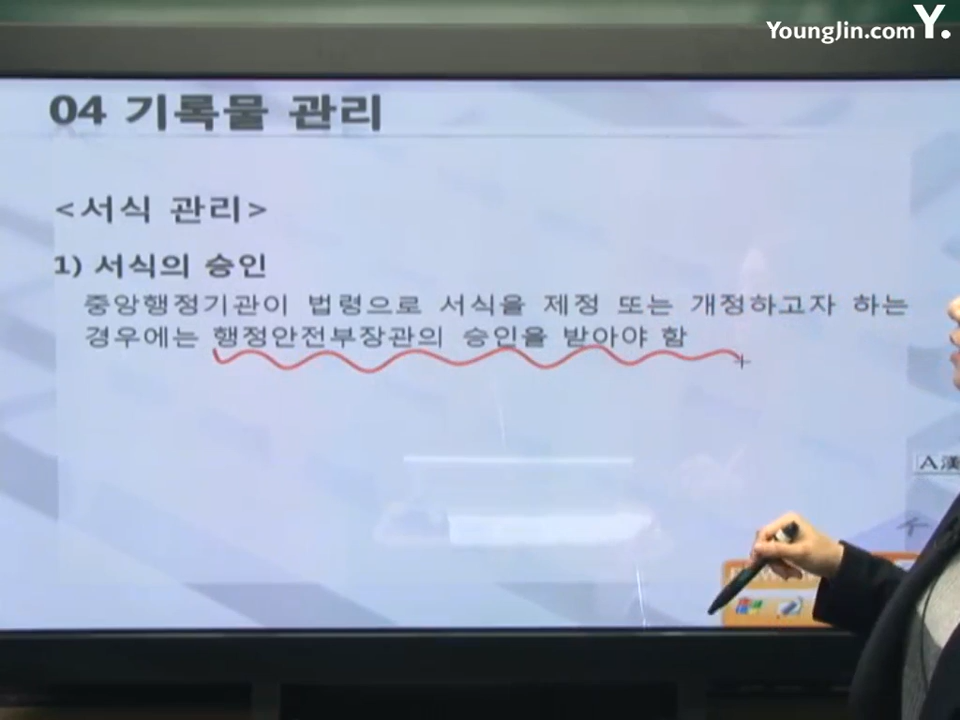 YoungJin.com Y.
04 기록물 관리
<서식 관리>
1) 서식의 승인
중앙행정기관이 법령으로 서식을 제정 또는 개정하고자 하는
경우에는 행정안전부장관의 승인을 받아야 함
A漢